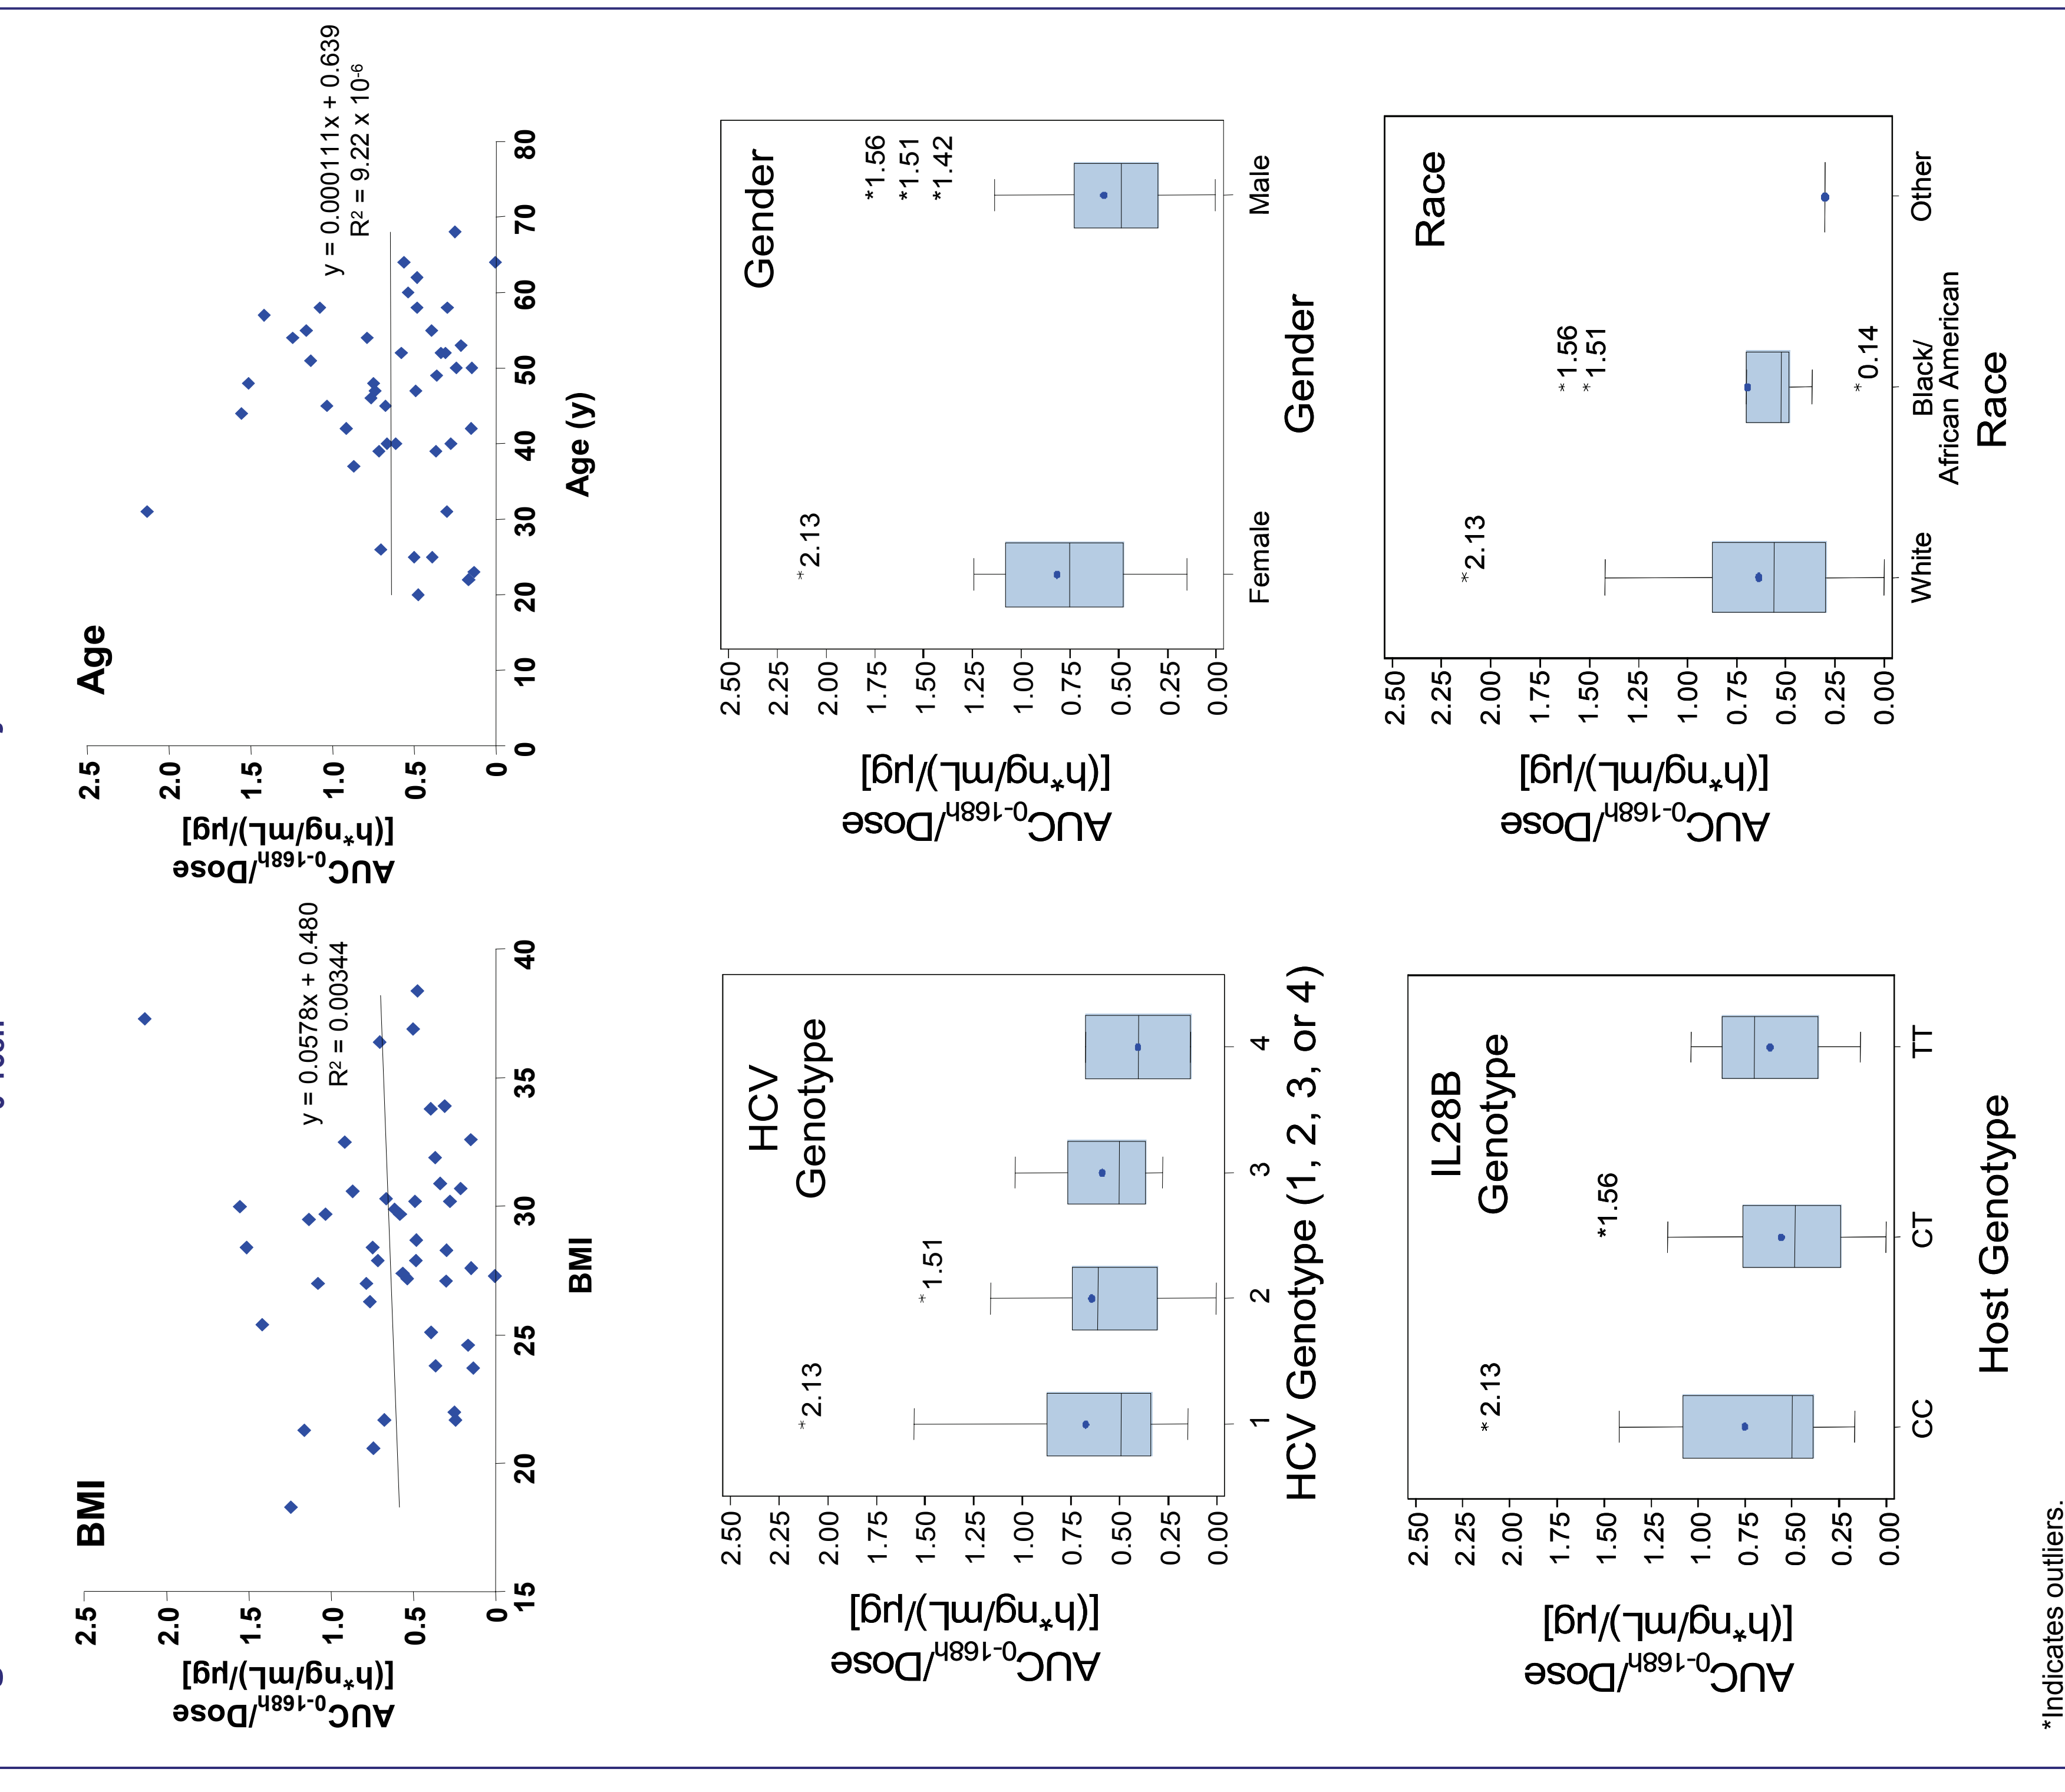 BMI
AUC0-168h/Dose
[(h*ng/mL)/µg]
2.5
2.0
1.5
1.0
0.5
0
y = 0.0578x + 0.480
R² = 0.00344
15 20 25 30 35 40
BMI
Age
AUC0-168h/Dose
[(h*ng/mL)/µg]
2.5
2.0
1.5
1.0
0.5
0
y = 0.000111x + 0.639
R² = 9.22 x 10-6
0 10 20 30 40 50 60 70 80
Age (y)
HCV
Genotype
AUC0-168h/Dose
[(h*ng/mL)/µg]
2.50
2.25
2.00
1.75
1.50
1.25
1.00
0.75
0.50
0.25
0.00
*2.13
*1.51
1 2 3 4
HCV Genotype (1, 2, 3, or 4)
Gender
AUC0-168h/Dose
[(h*ng/mL)/µg]
2.50
2.25
2.00
1.75
1.50
1.25
1.00
0.75
0.50
0.25
0.00
*2.13
*1.56
*1.51
*1.42
Female Male
Gender
IL28B
Genotype
AUC0-168h/Dose
[(h*ng/mL)/µg]
2.50
2.25
2.00
1.75
1.50
1.25
1.00
0.75
0.50
0.25
0.00
*2.13
*1.56
CC CT TT
Host Genotype
Race
AUC0-168h/Dose
[(h*ng/mL)/µg]
2.50
2.25
2.00
1.75
1.50
1.25
1.00
0.75
0.50
0.25
0.00
*2.13
*1.56
*1.51
*0.14
White Black/ Other
African American
Race
*Indicates outliers.